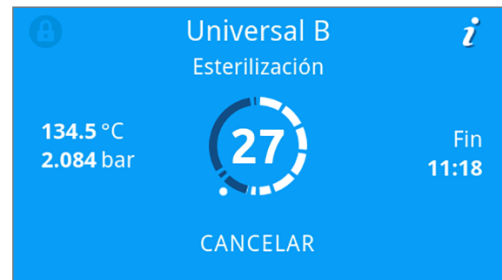 Universal B
i
Esterilización
134.5 °C
2.084 bar
27
Fin
11:18
CANCELAR